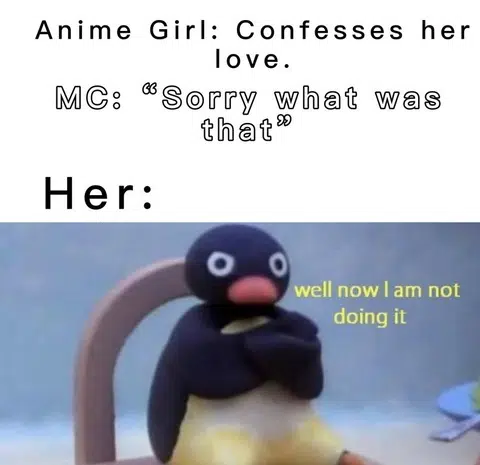 Anime Girl: Confesses her
love.
MC: “Sorry what was
that”
Her:
well now I am not
doing it